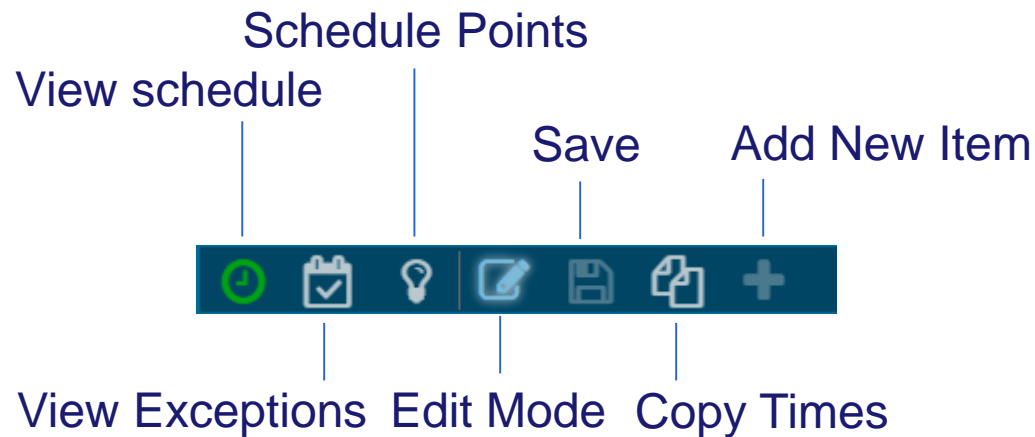 Schedule Points
View schedule
Save
Add New Item
View Exceptions
Edit Mode
Copy Times